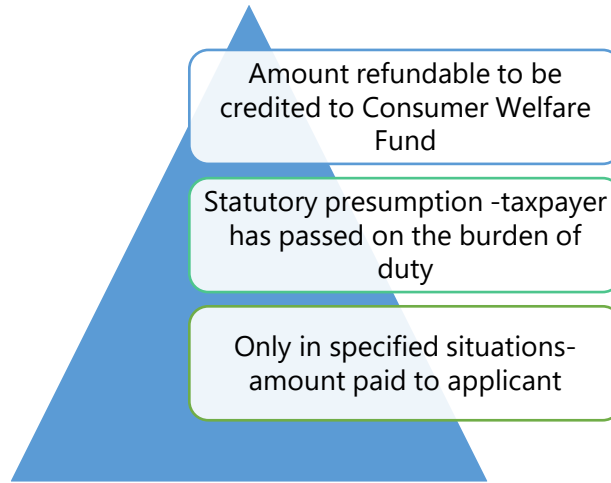 Amount refundable to be
credited to Consumer Welfare
Fund
Statutory presumption -taxpayer
has passed on the burden of
duty
Only in specified situations-
amount paid to applicant